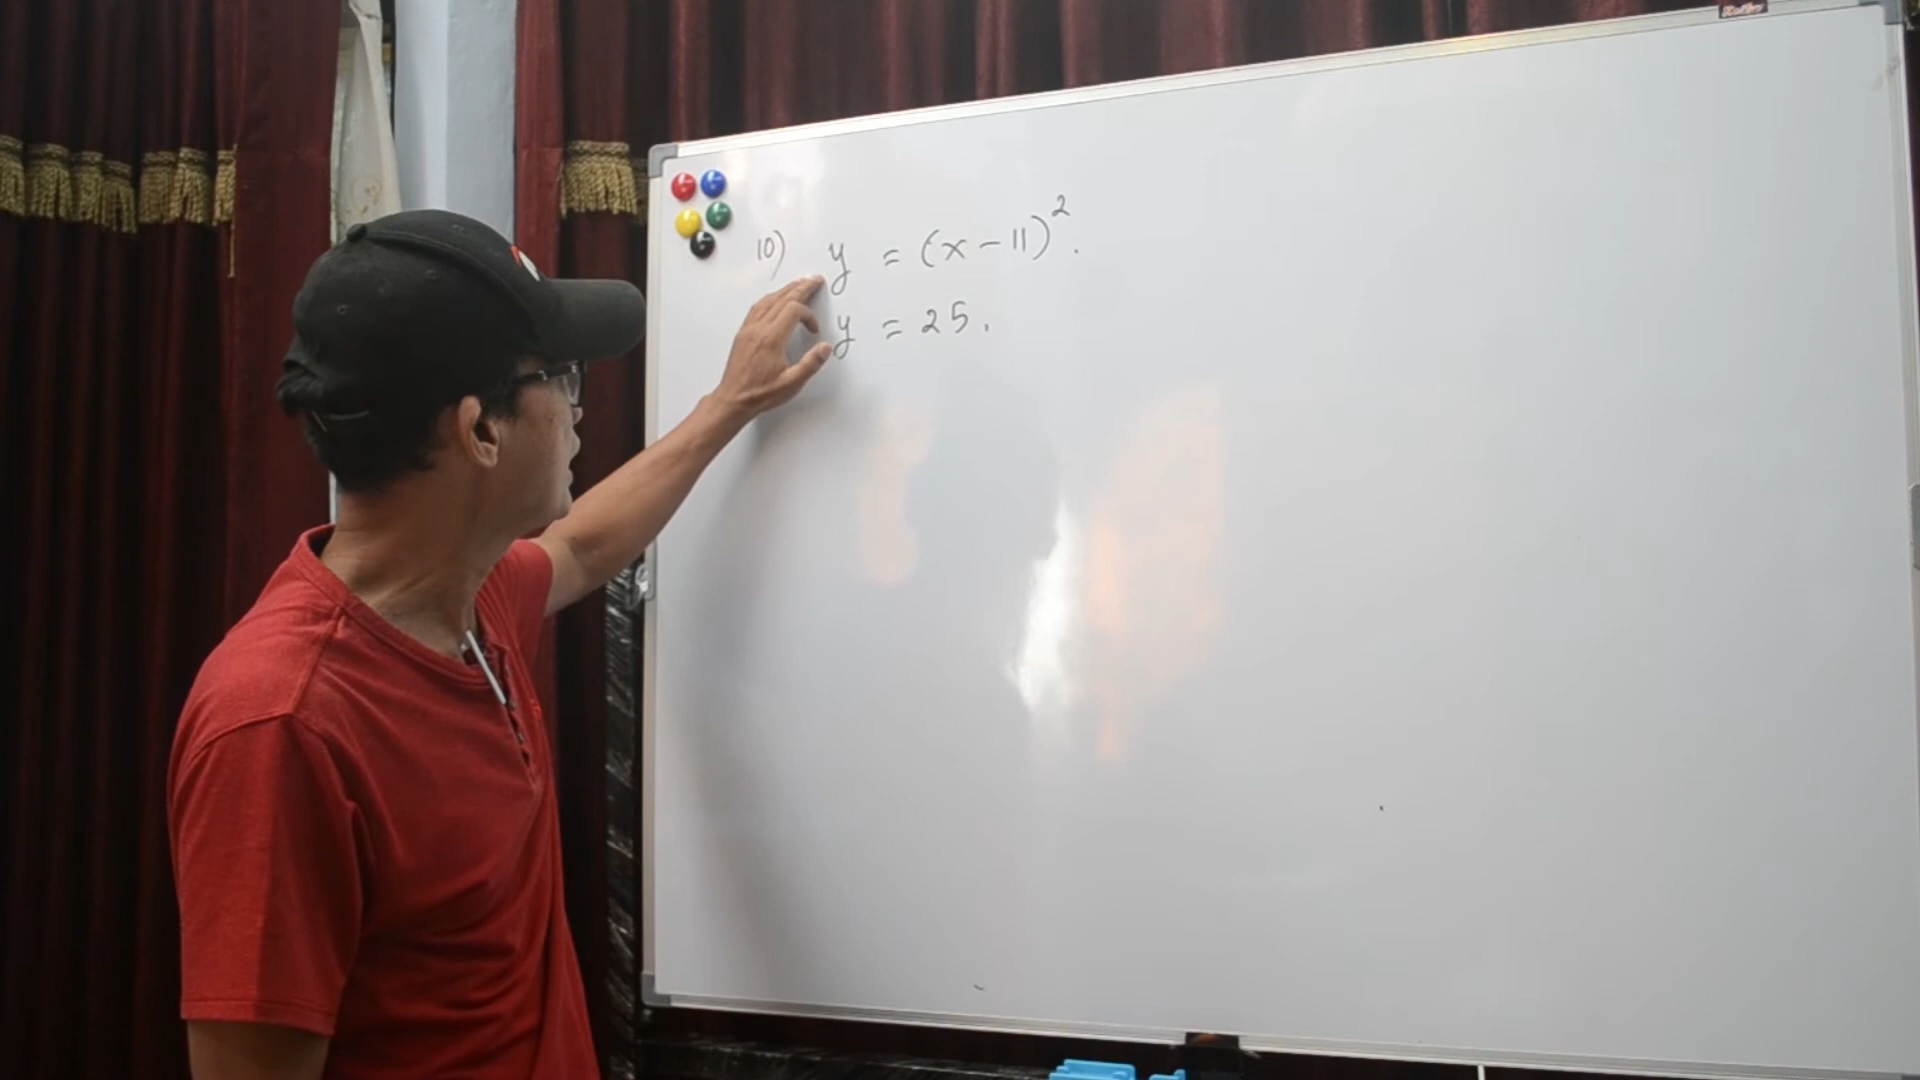 10) y = (x-11)².
y = 25.